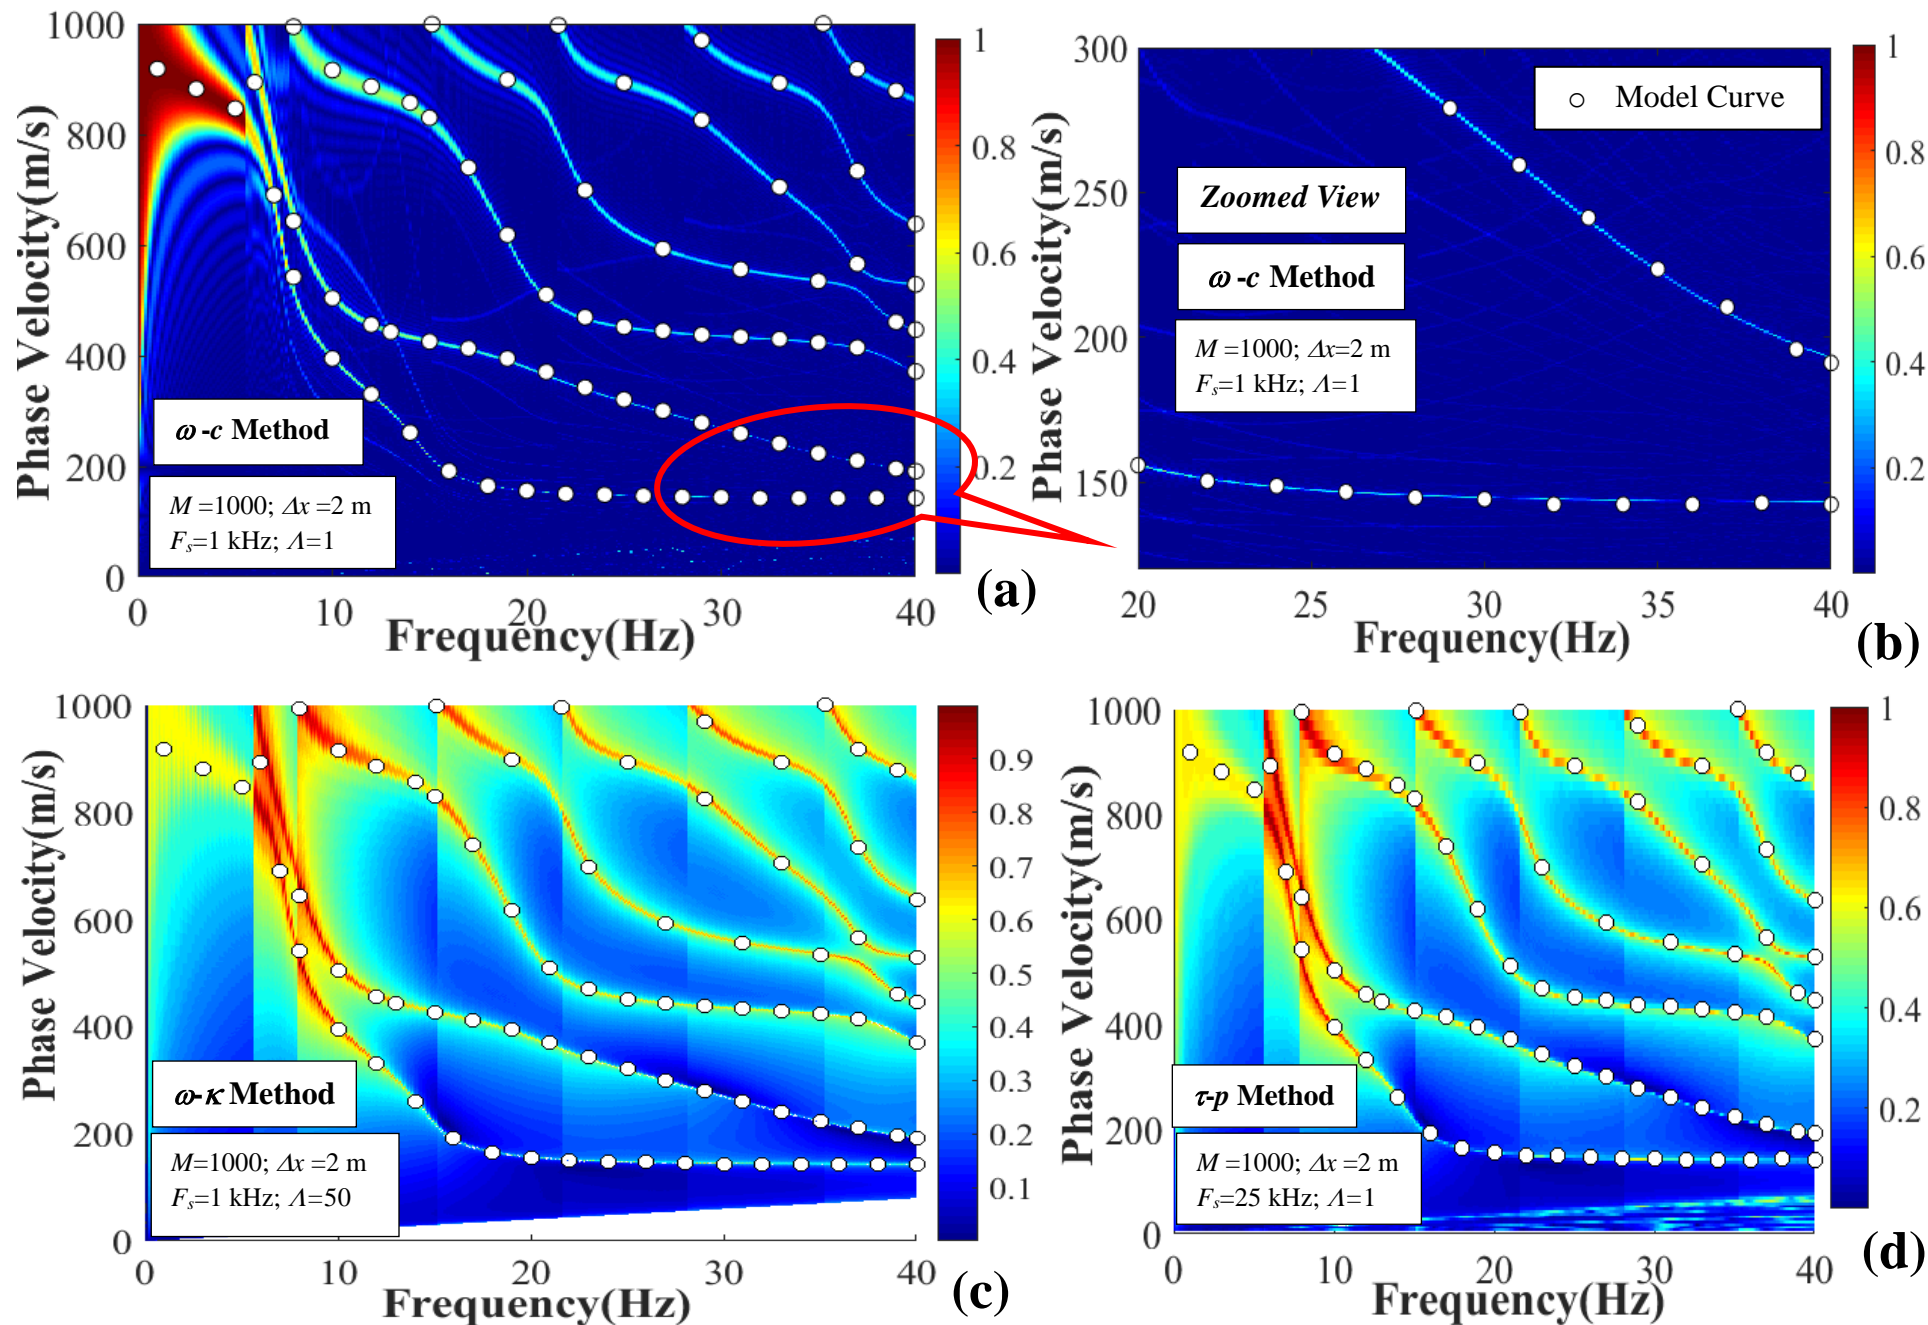 1000
800
600
400
200
0
Phase Velocity(m/s)
ω-c Method
M =1000; Δx =2 m
Fs=1 kHz; Λ=1
0
10
20
30
40
Frequency(Hz)
1
0.8
0.6
0.4
0.2
(a)
300
250
200
150
Phase Velocity(m/s)
Model Curve
Zoomed View
ω-c Method
M =1000; Δx=2 m
Fs=1 kHz; Λ=1
20
25
30
35
40
Frequency(Hz)
1
0.8
0.6
0.4
0.2
(b)
1000
800
600
400
200
0
Phase Velocity(m/s)
ω-κ Method
M=1000; Δx =2 m
Fs=1 kHz; Λ=50
0
10
20
30
40
Frequency(Hz)
0.9
0.8
0.7
0.6
0.5
0.4
0.3
0.2
0.1
(c)
1000
800
600
400
200
0
Phase Velocity(m/s)
τ-p Method
M=1000; Δx=2 m
Fs=25 kHz; Λ=1
0
10
20
30
40
Frequency(Hz)
1
0.8
0.6
0.4
0.2
(d)